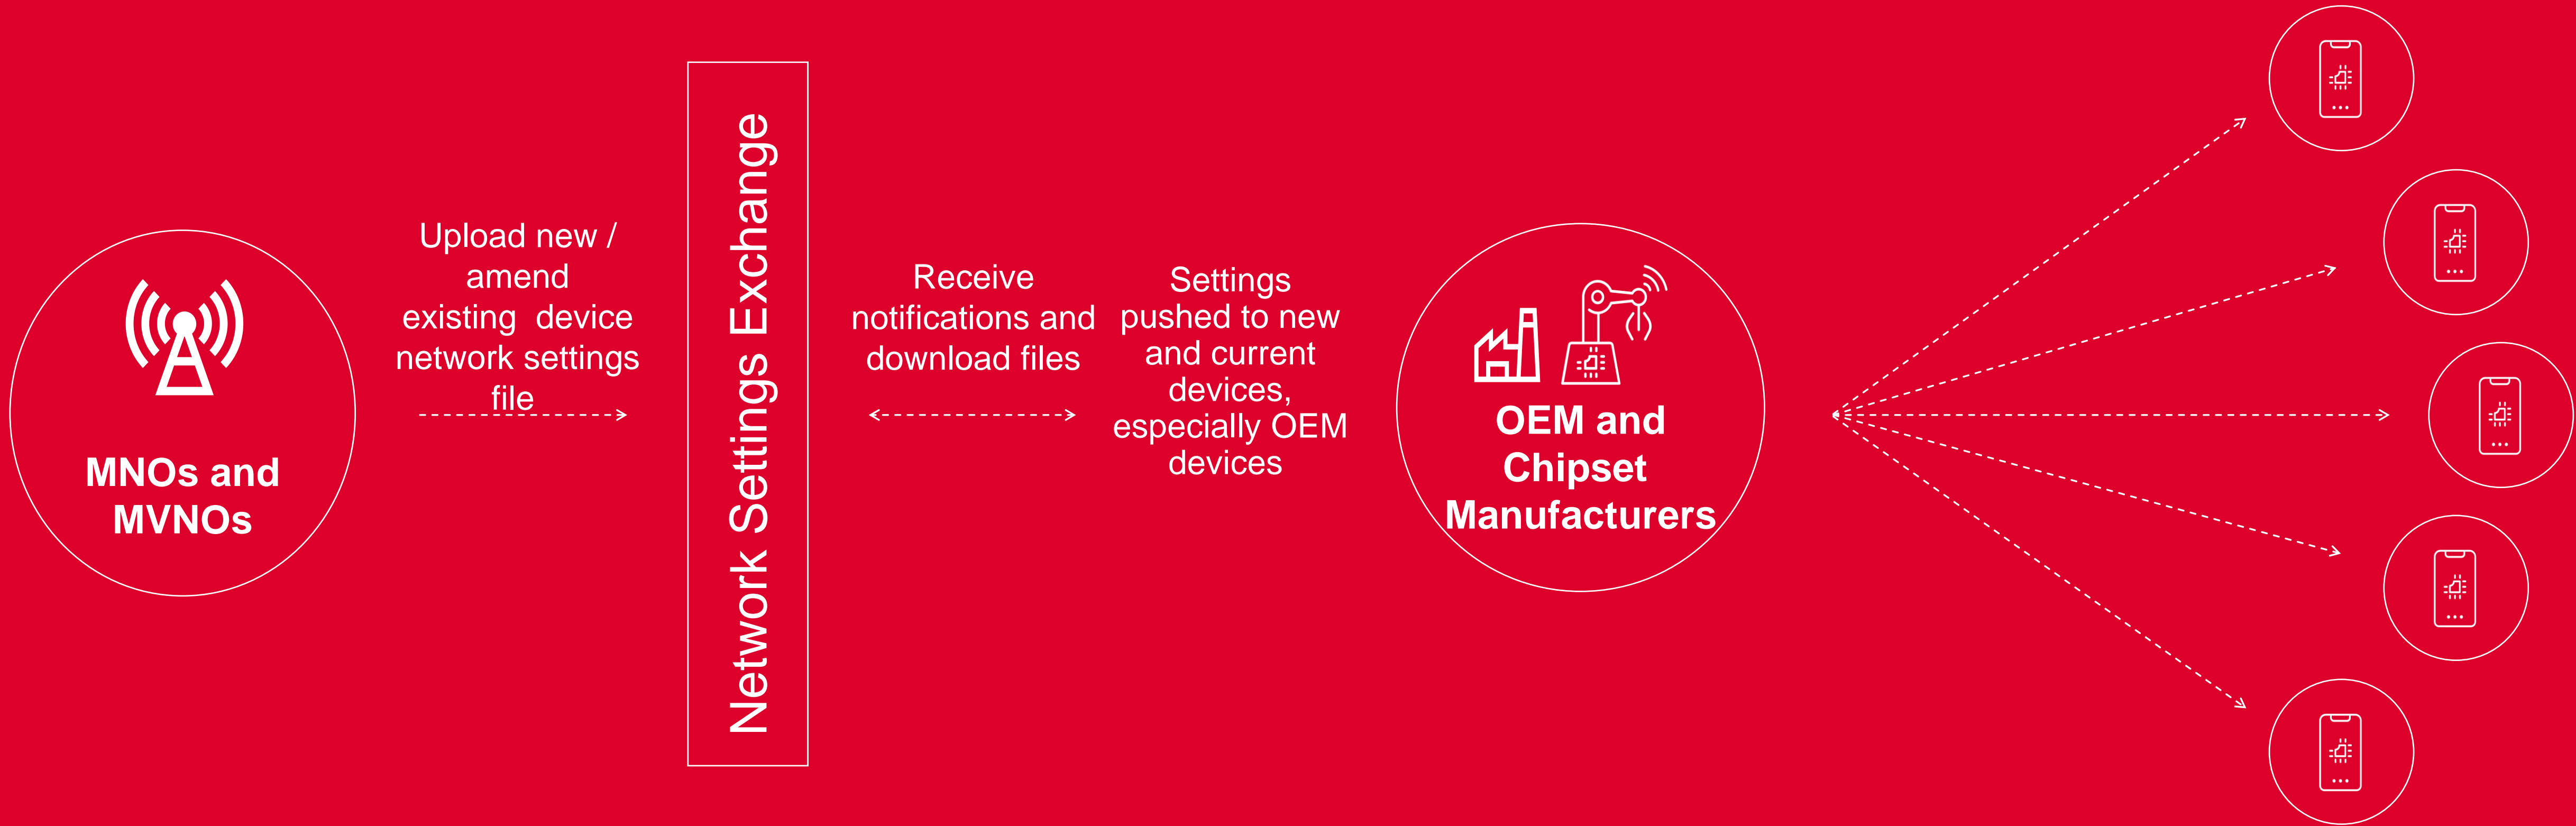 MNOs and
MVNOs
Upload new /
amend
existing  device
network settings
file
Network Settings Exchange
Receive
notifications and
download files
Settings
pushed to new
and current
devices,
especially OEM
devices
OEM and
Chipset
Manufacturers